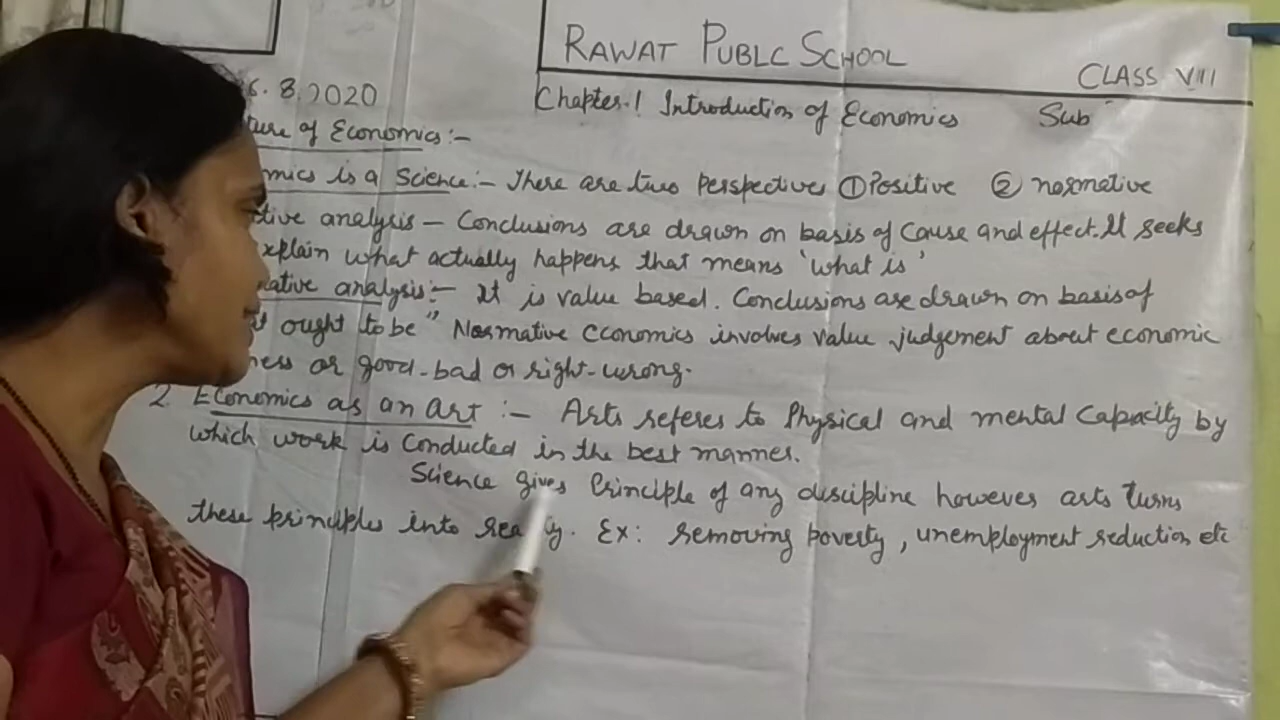 RAWAT PUBLC SCHOOL
CLASS VIII
6.8.2020
Chapter.1 Introduction of Economics Sub
ture of Economics:-
mics is a Science:- There are two perspectives ① Positive ② normative
tive analysis - Conclusions are drawn on basis of Cause and effect. It seeks
xplain what actually happens that means 'what is'
ative analysis:- It is value based. Conclusions are drawn on basis of
ought to be" Normative Economics involves value judgement about economic
ness or good-bad or right-wrong.
2. Economics as an Art :- Arts referes to Physical and mental Capacity by
which work is Conducted in the best manner.
Science gives Principle of any discipline however arts turns
these principles into rea y. Ex: removing poverty, unemployment reduction etc